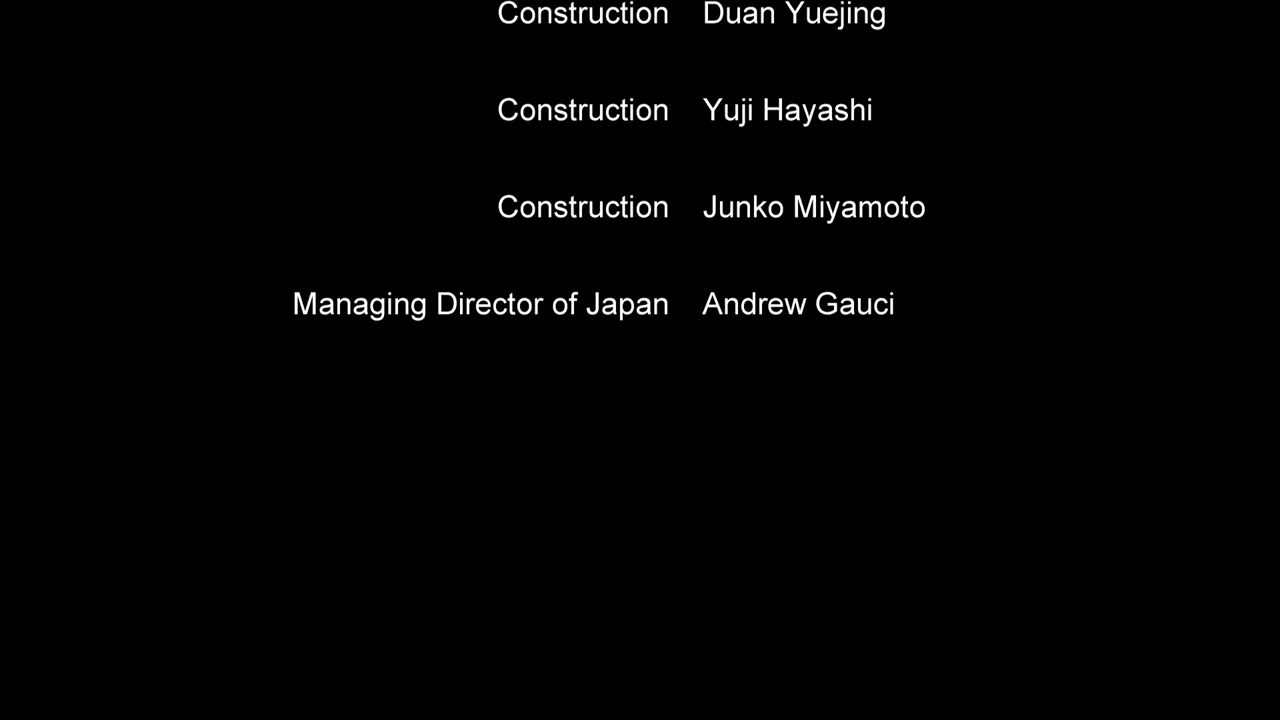 Construction Duan Yuejing
Construction Yuji Hayashi
Construction Junko Miyamoto
Managing Director of Japan Andrew Gauci